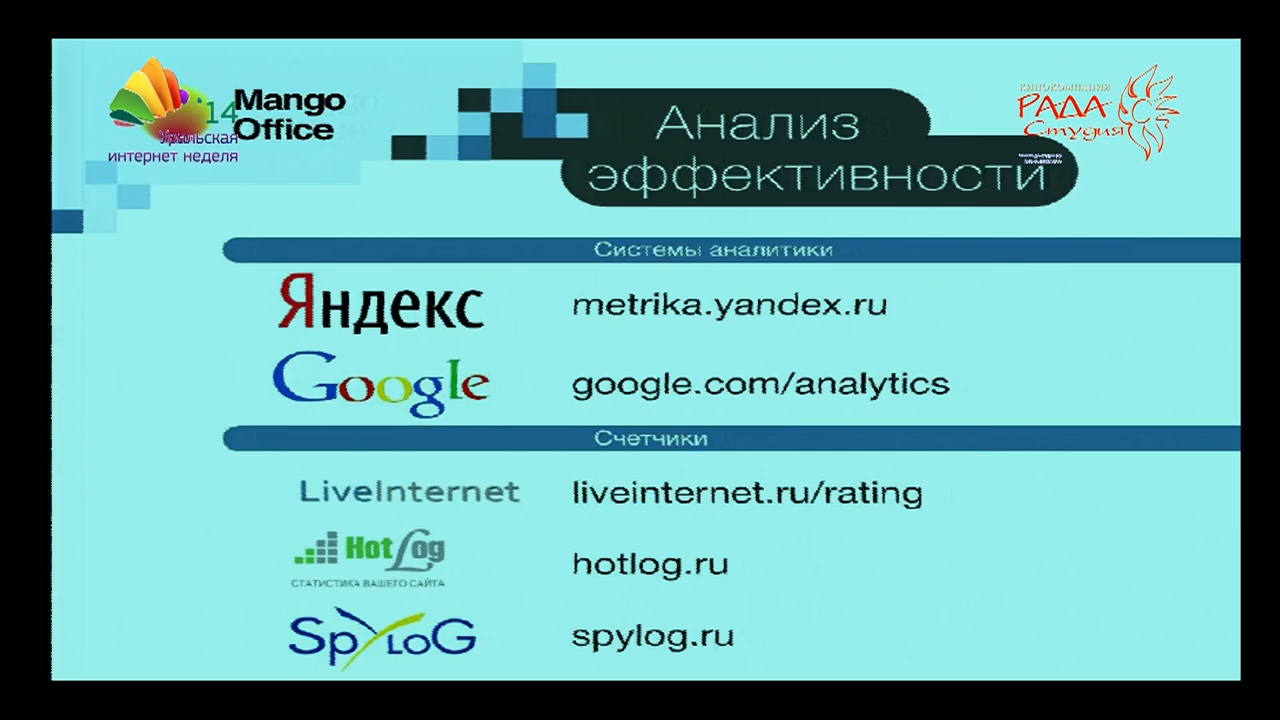 '14
Уральская
интернет неделя
Mango
Office
Анализ
эффективности
КИНОКОМПАНИЯ
РАДА
Студия
Системы аналитики
Яндекс
metrika.yandex.ru
Google
google.com/analytics
Счетчики
LiveInternet
liveinternet.ru/rating
HotLog
СТАТИСТИКА ВАШЕГО САЙТА
hotlog.ru
SpyLOG
spylog.ru